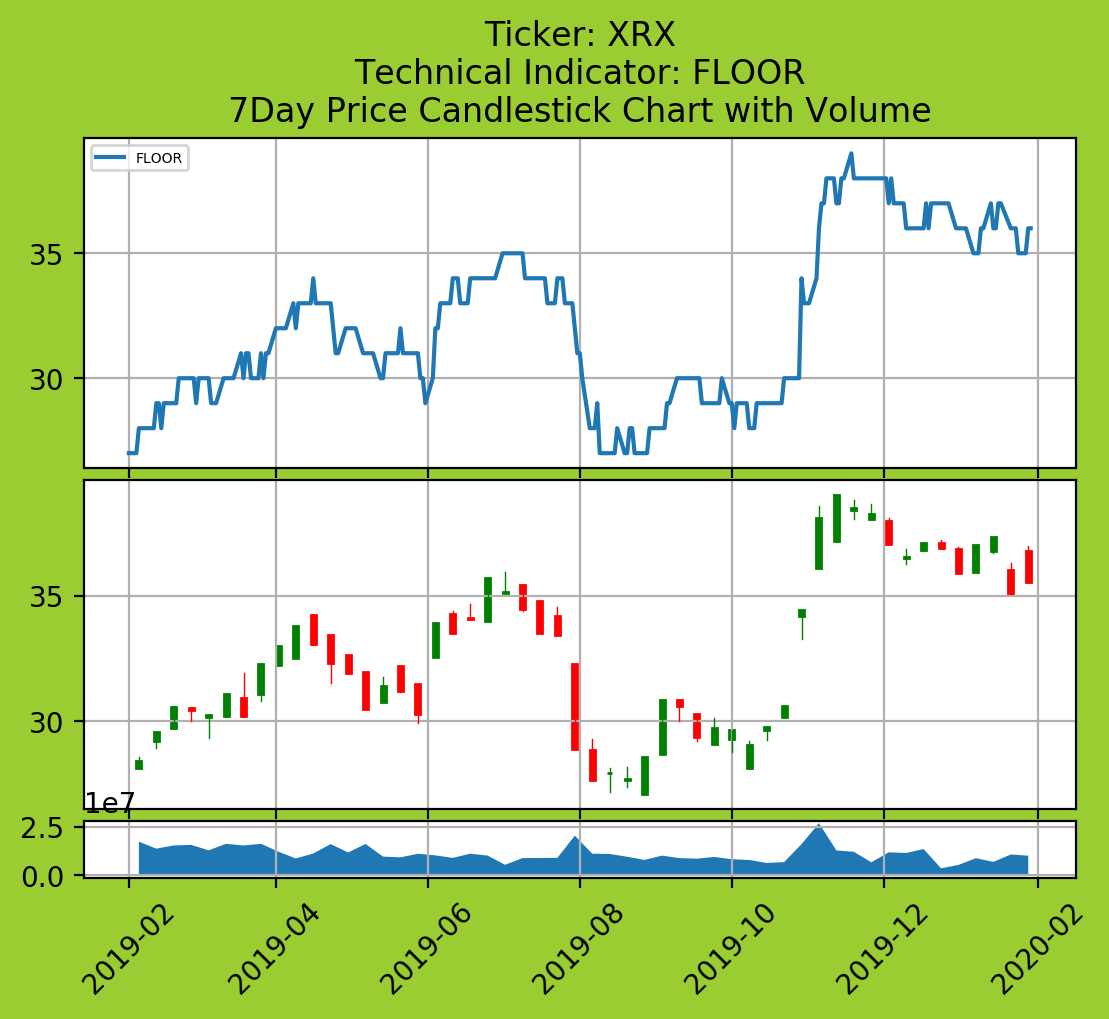 Ticker: XRX
Technical Indicator: FLOOR
7Day Price Candlestick Chart with Volume
FLOOR
35
30
35
30
1e7
2.5
0.0
2019-02
2019-04
2019-06
2019-08
2019-10
2019-12
2020-02